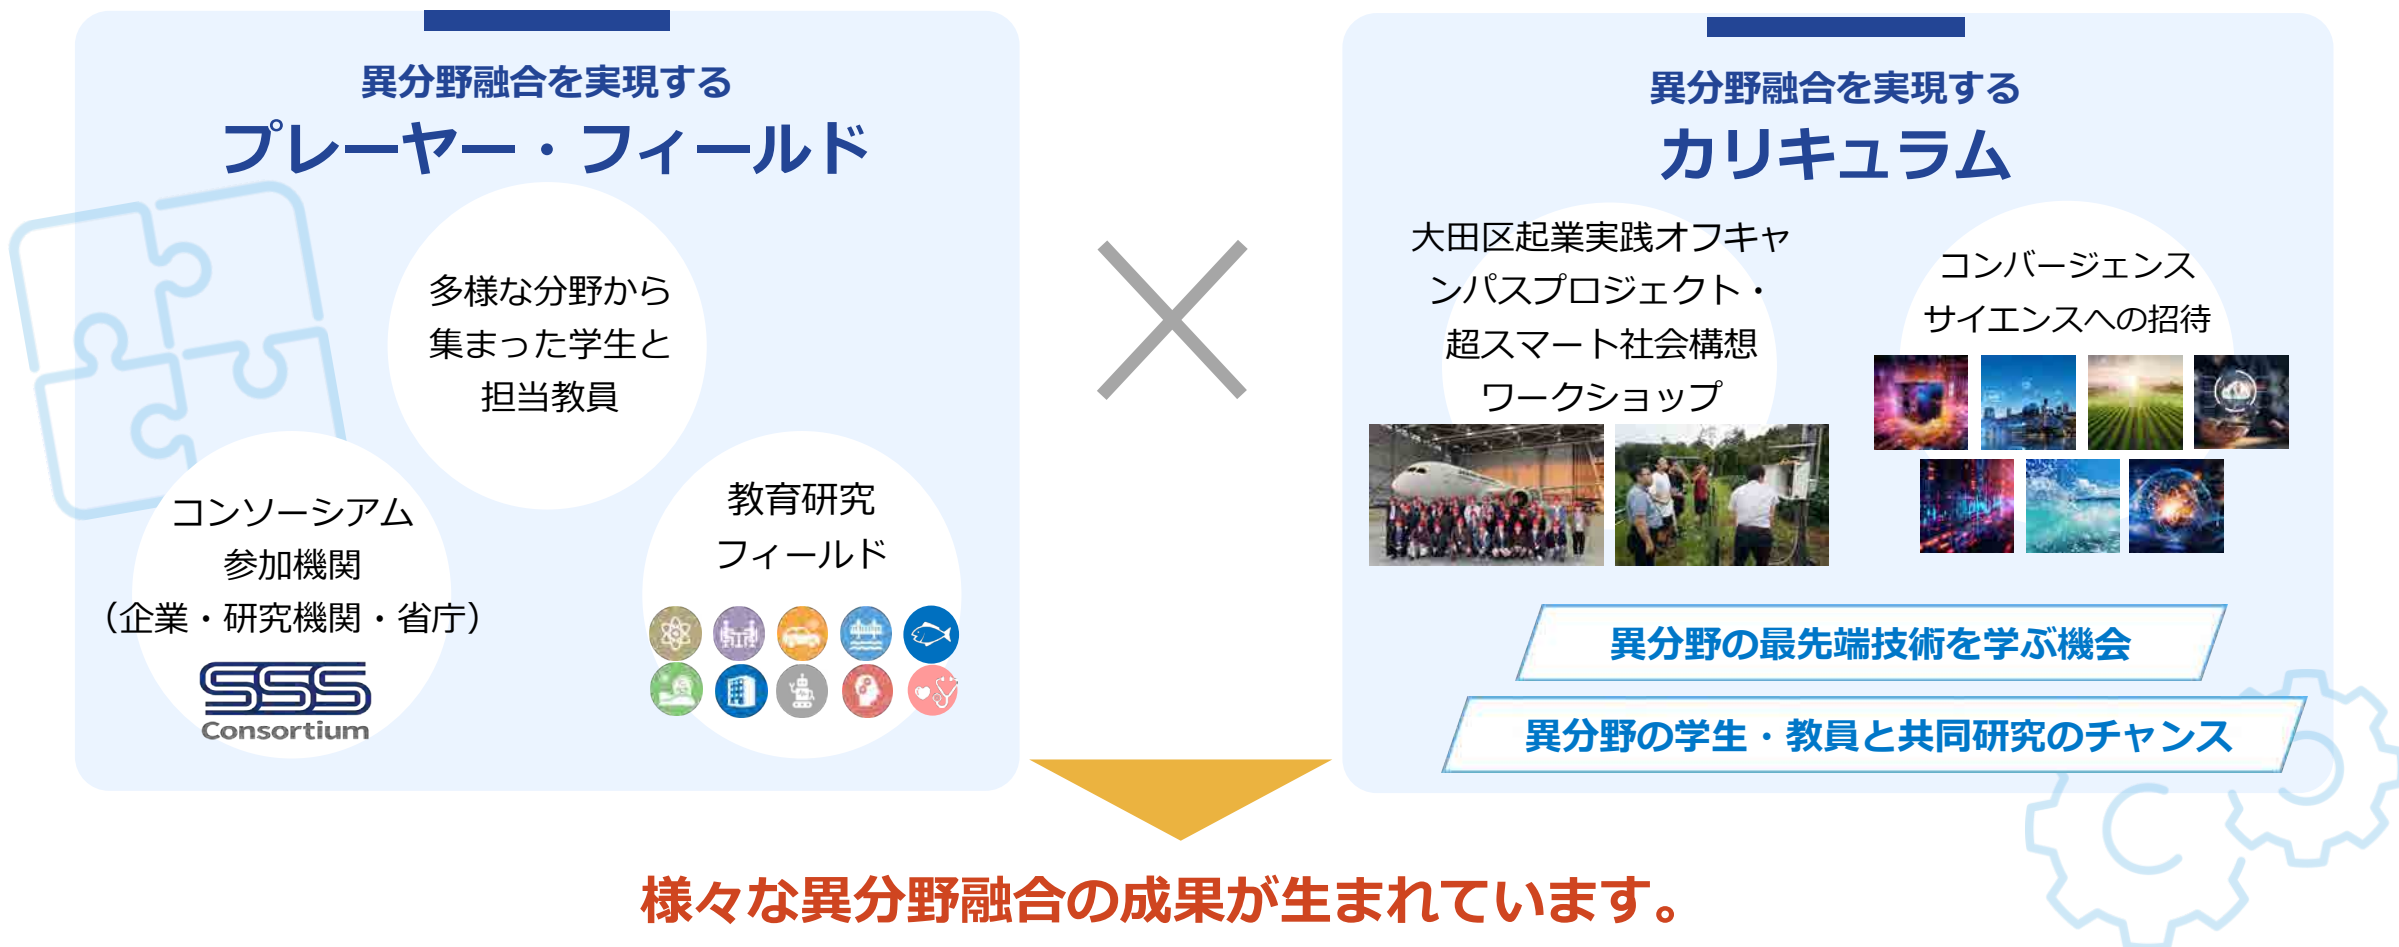 異分野融合を実現する
プレーヤー・フィールド
多様な分野から
集まった学生と
担当教員
コンソーシアム
参加機関
（企業・研究機関・省庁）
SSS
Consortium
教育研究
フィールド
異分野融合を実現する
カリキュラム
大田区起業実践オフキャ
ンパスプロジェクト・
超スマート社会構想
ワークショップ
コンバージェンス
サイエンスへの招待
異分野の最先端技術を学ぶ機会
異分野の学生・教員と共同研究のチャンス
様々な異分野融合の成果が生まれています。